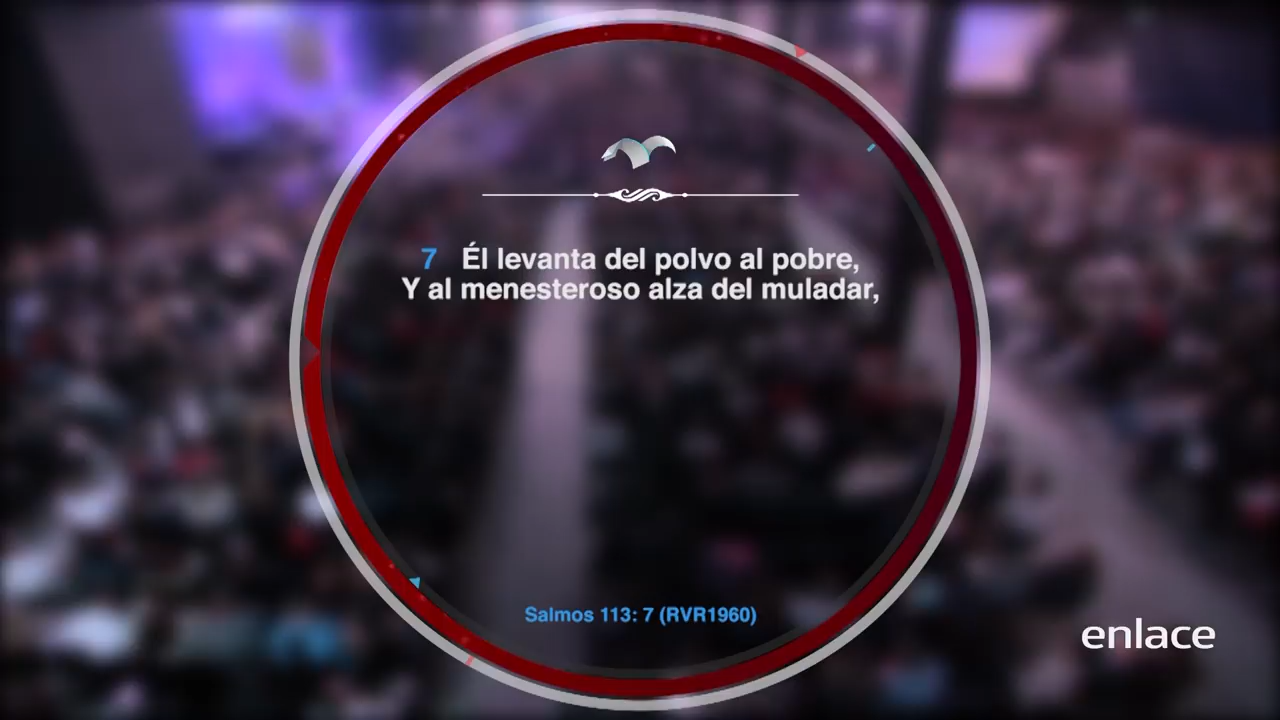 7 Él levanta del polvo al pobre,
Y al menesteroso alza del muladar,
Salmos 113: 7 (RVR1960)
enlace